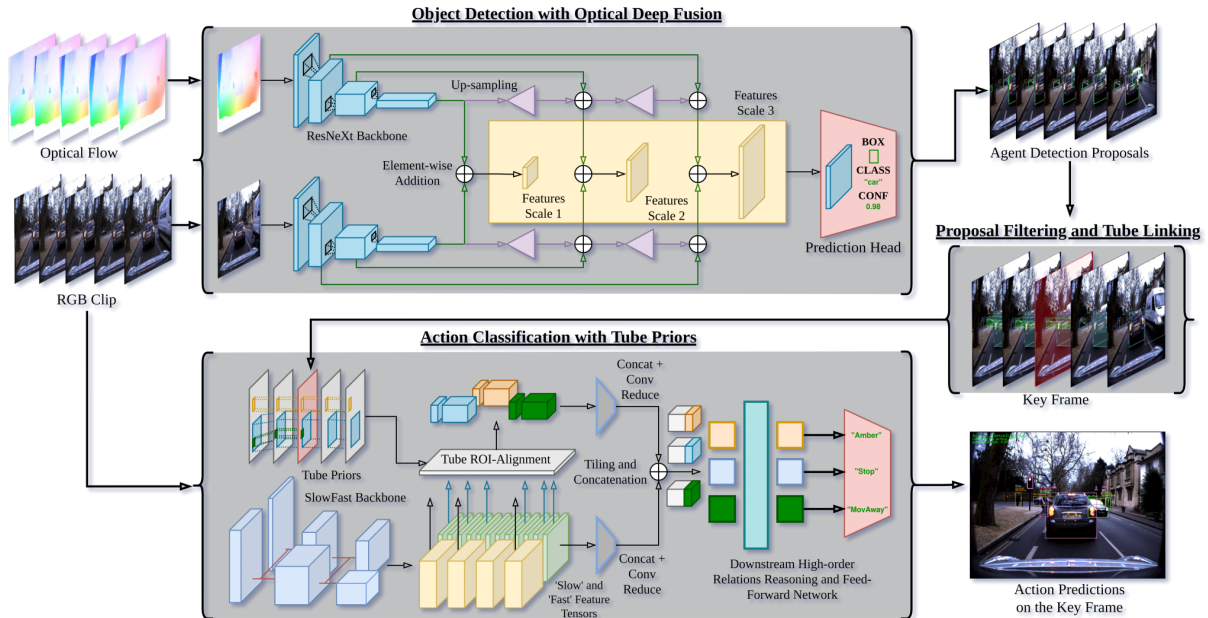 Object Detection with Optical Deep Fusion
Optical Flow
ResNeXt Backbone
Up-sampling
Element-wise
Addition
Features
Scale 1
Features
Scale 2
Features
Scale 3
BOX
CLASS
"car"
CONF
0.98
Prediction Head
Agent Detection Proposals
RGB Clip
Proposal Filtering and Tube Linking
Key Frame
Action Classification with Tube Priors
Tube Priors
SlowFast Backbone
Tube ROI-Alignment
Concat +
Conv
Reduce
Tiling and
Concatenation
Concat +
Conv
Reduce
'Slow' and
'Fast' Feature
Tensors
"Amber"
"Stop"
"MovAway"
Downstream High-order
Relations Reasoning and Feed-
Forward Network
Action Predictions
on the Key Frame